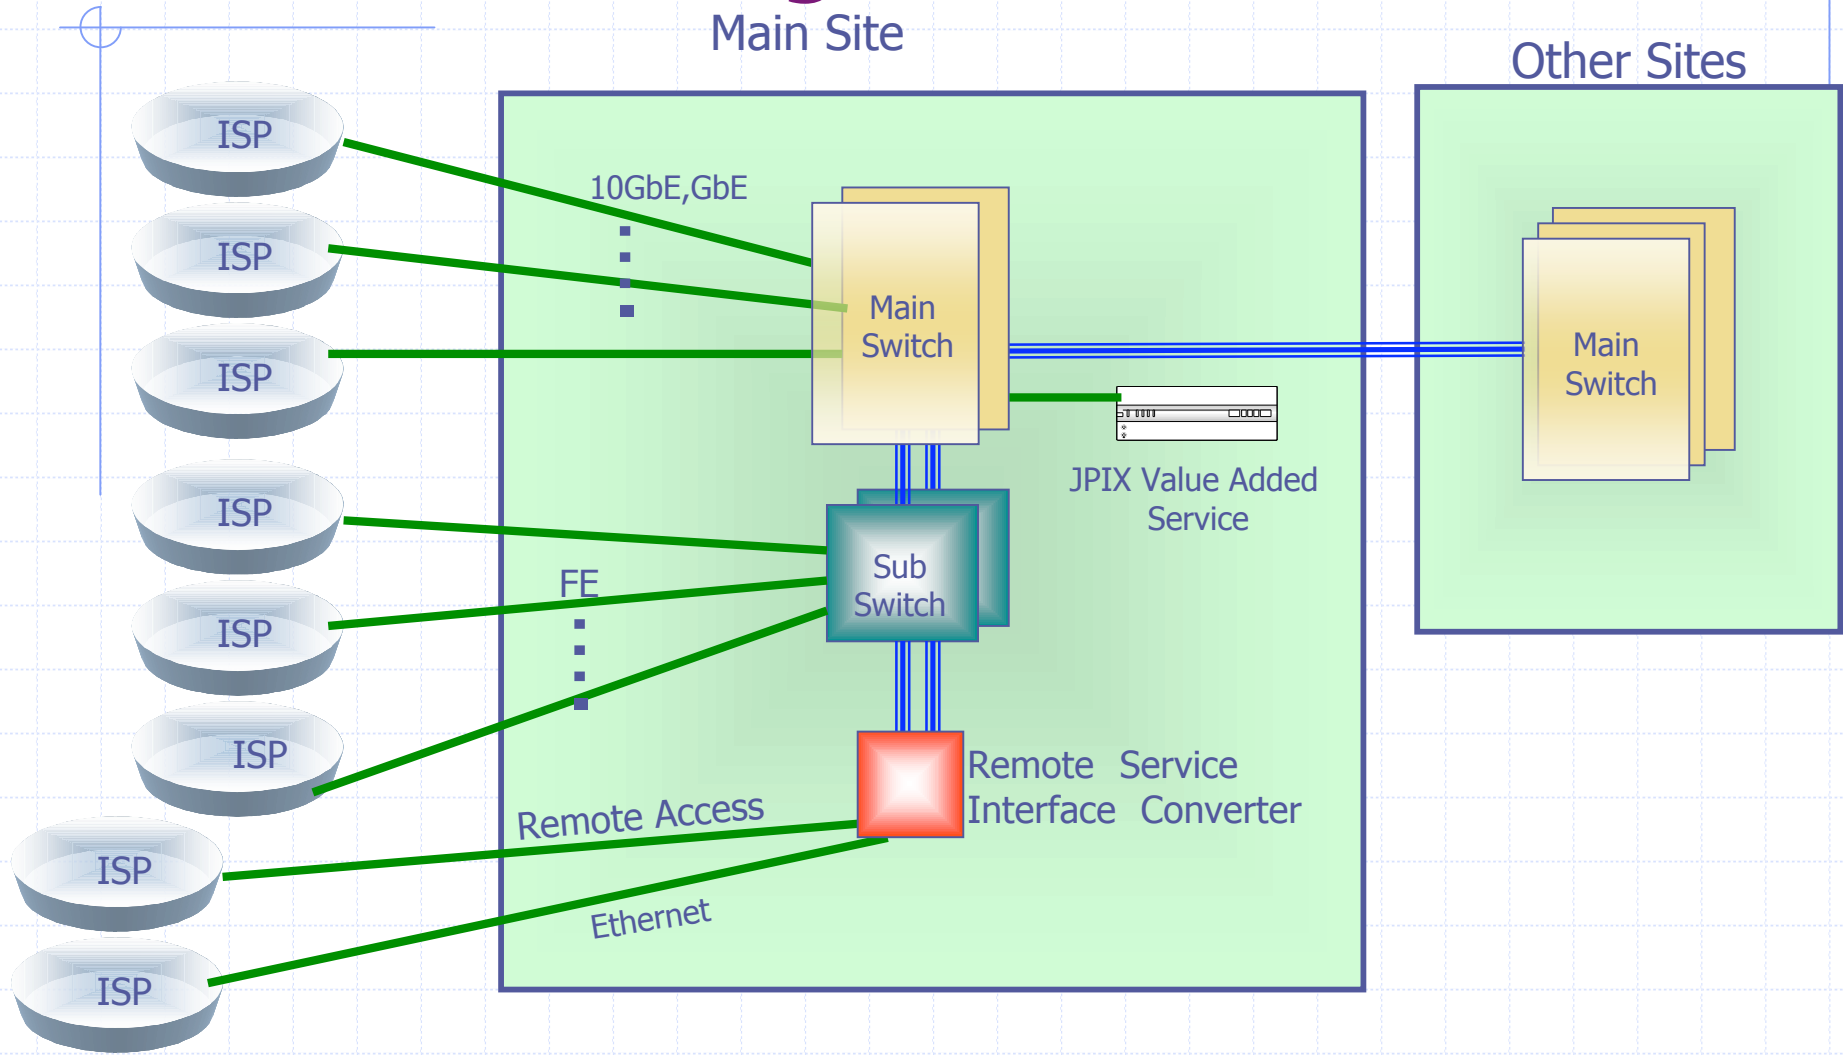 Main Site
Other Sites
ISP
10GbE,GbE
ISP
Main
Switch
Main
Switch
ISP
JPIX Value Added
Service
ISP
Sub
Switch
FE
ISP
ISP
Remote Service
Interface Converter
Remote Access
ISP
Ethernet
ISP